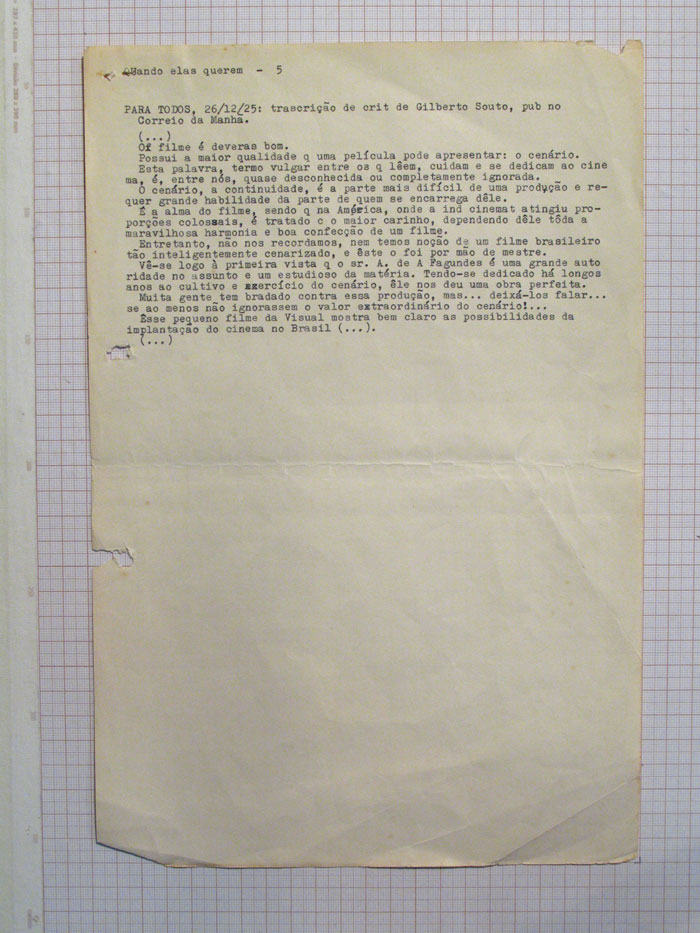 QUando elas querem - 5
PARA TODOS, 26/12/25: trascrição de crit de Gilberto Souto, pub no
Correio da Manhã.
(...)
Of filme é deveras bom.
Possui a maior qualidade q uma película pode apresentar: o cenário.
Esta palavra, termo vulgar entre os q lêem, cuidam e se dedicam ao cine
ma, é, entre nós, quase desconhecida ou completamente ignorada.
O cenário, a continuidade, é a parte mais difícil de uma produção e re-
quer grande habilidade da parte de quem se encarrega dêle.
É a alma do filme, sendo q na América, onde a ind cinemat atingiu pro-
porções colossais, é tratado c o maior carinho, dependendo dêle tôda a
maravilhosa harmonia e boa confecção de um filme.
Entretanto, não nos recordamos, nem temos noção de um filme brasileiro
tão inteligentemente cenarizado, e êste o foi por mão de mestre.
Vê-se logo à primeira vista q o sr. A. de A Fagundes é uma grande auto
ridade no assunto e um estudioso da matéria. Tendo-se dedicado há longos
anos ao cultivo e exercício do cenário, êle nos deu uma obra perfeita.
Muita gente tem bradado contra essa produção, mas... deixá-los falar...
se ao menos não ignorassem o valor extraordinário do cenário!...
Êsse pequeno filme da Visual mostra bem claro as possibilidades da
implantação do cinema no Brasil (...).
(...)